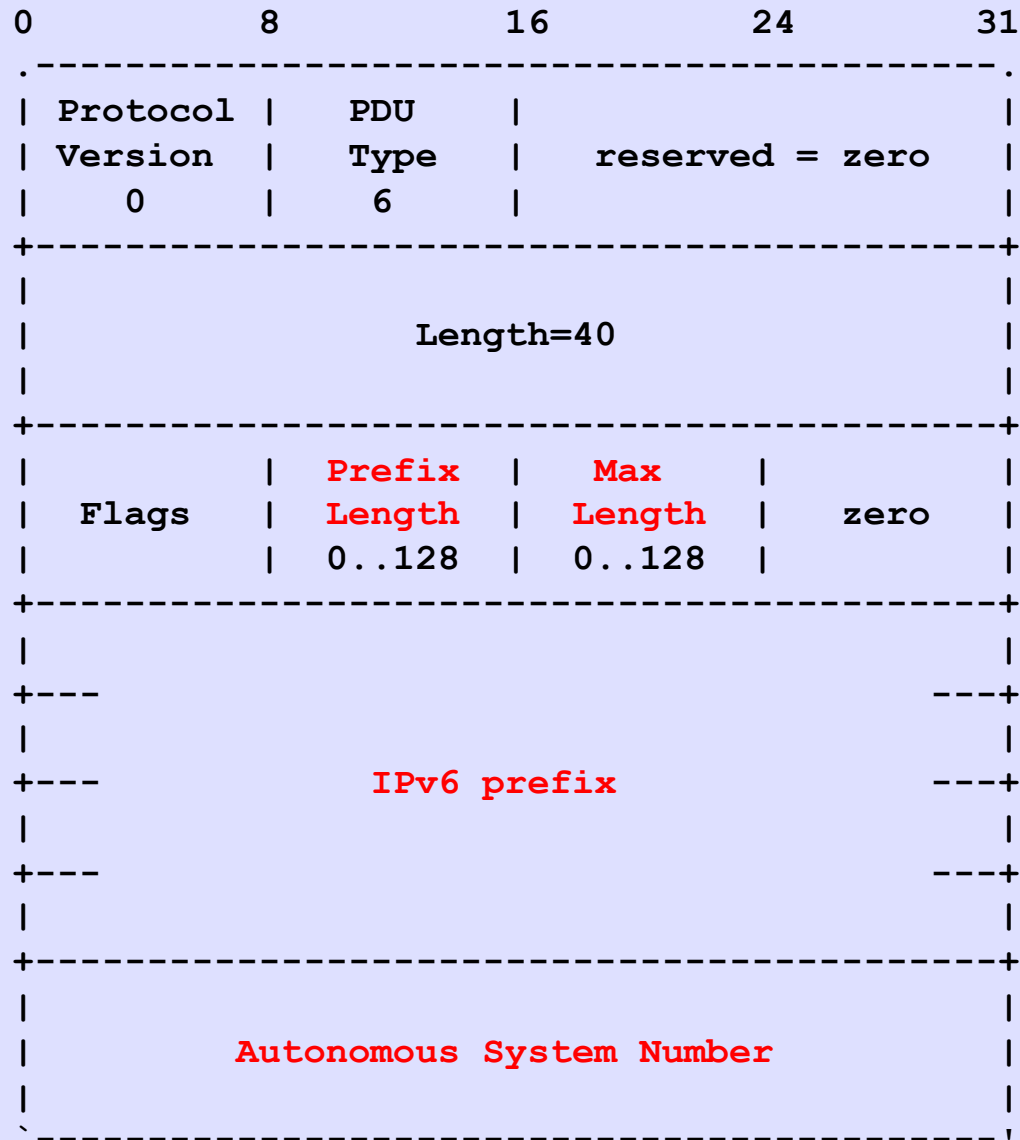 0          8          16         24        31
.-------------------------------------------.
| Protocol |   PDU    |                     |
| Version  |   Type   |   reserved = zero   |
|    0     |    6     |                     |
+-------------------------------------------+
|                                           |
|                 Length=40                 |
|                                           |
+-------------------------------------------+
|          |  Prefix  |   Max    |          |
|  Flags   |  Length  |  Length  |   zero   |
|          |  0..128  |  0..128  |          |
+-------------------------------------------+
|                                           |
+---                                     ---+
|                                           |
+---            IPv6 prefix              ---+
|                                           |
+---                                     ---+
|                                           |
+-------------------------------------------+
|                                           |
|         Autonomous System Number          |
|                                           |
`-------------------------------------------'